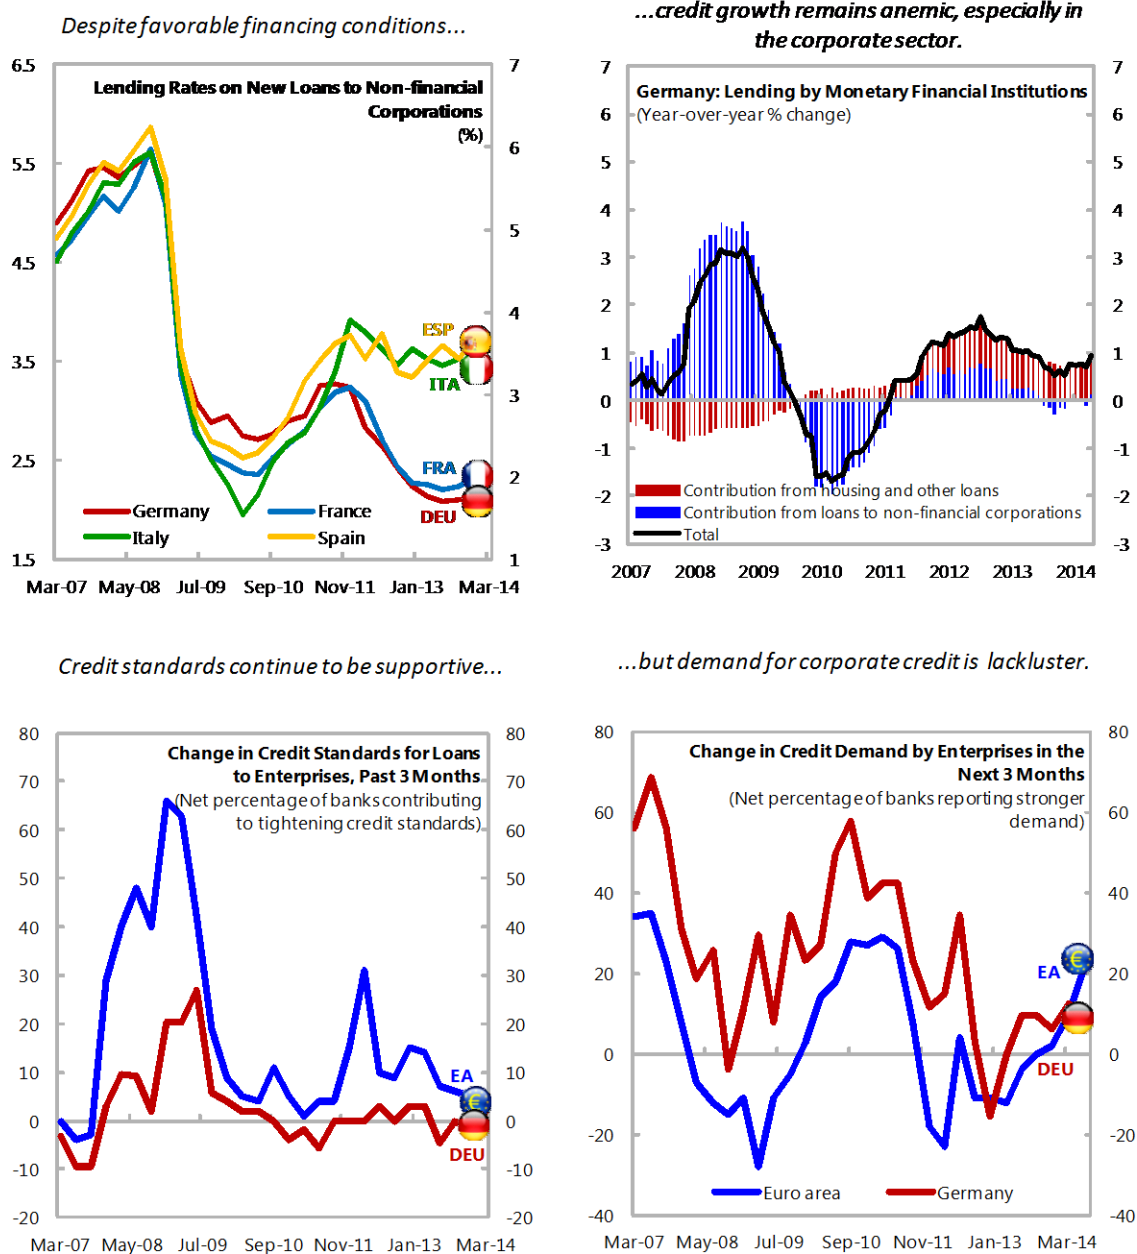 Despite favorable financing conditions...
...credit growth remains anemic, especially in
the corporate sector.
6.5
5.5
4.5
3.5
2.5
1.5
7
6
5
4
3
2
1
Lending Rates on New Loans to Non-financial
Corporations
(%)
ESP
ITA
FRA
DEU
Germany
France
Italy
Spain
Mar-07 May-08 Jul-09 Sep-10 Nov-11 Jan-13 Mar-14
7
6
5
4
3
2
1
0
-1
-2
-3
7
6
5
4
3
2
1
0
-1
-2
-3
Germany: Lending by Monetary Financial Institutions
(Year-over-year % change)
Contribution from housing and other loans
Contribution from loans to non-financial corporations
Total
2007 2008 2009 2010 2011 2012 2013 2014
Credit standards continue to be supportive...
...but demand for corporate credit is lackluster.
80
70
60
50
40
30
20
10
0
-10
-20
80
70
60
50
40
30
20
10
0
-10
-20
Change in Credit Standards for Loans
to Enterprises, Past 3 Months
(Net percentage of banks contributing
to tightening credit standards)
EA
€
DEU
Mar-07 May-08 Jul-09 Sep-10 Nov-11 Jan-13 Mar-14
80
60
40
20
0
-20
-40
80
60
40
20
0
-20
-40
Change in Credit Demand by Enterprises in the
Next 3 Months
(Net percentage of banks reporting stronger
demand)
EA
€
DEU
Euro area
Germany
Mar-07 May-08 Jul-09 Sep-10 Nov-11 Jan-13 Mar-14